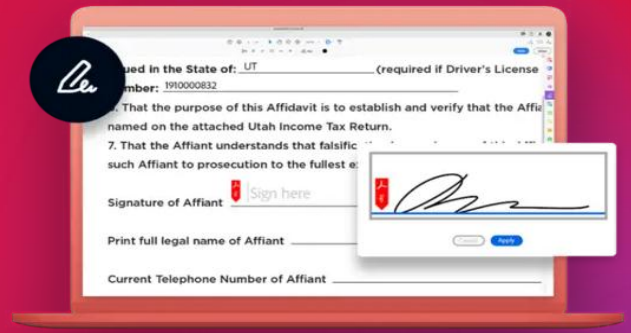 ued in the State of: UT (required if Driver's License
mber: 1910000832
. That the purpose of this Affidavit is to establish and verify that the Affia
named on the attached Utah Income Tax Return.
7. That the Affiant understands that falsific
such Affiant to prosecution to the fullest e
Signature of Affiant Sign here
Print full legal name of Affiant
Current Telephone Number of Affiant
Cancel Apply